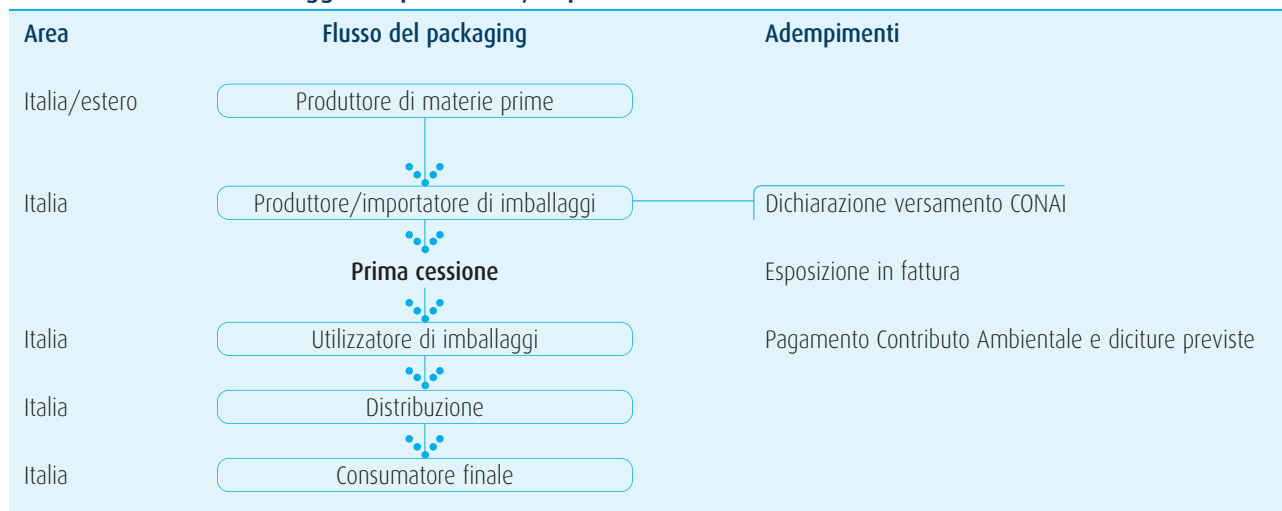 Area Flusso del packaging Adempimenti
Italia/estero Produttore di materie prime
Italia Produttore/importatore di imballaggi Dichiarazione versamento CONAI
Prima cessione Esposizione in fattura
Italia Utilizzatore di imballaggi Pagamento Contributo Ambientale e diciture previste
Italia Distribuzione
Italia Consumatore finale